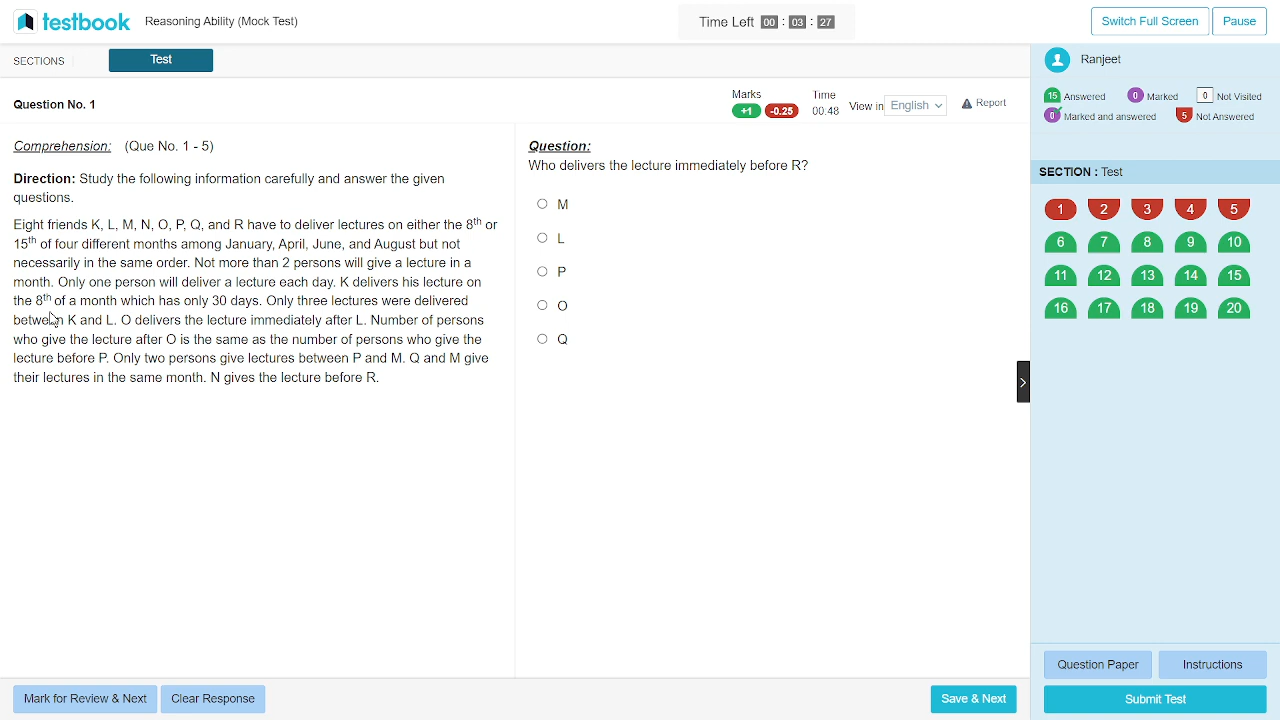 testbook Reasoning Ability (Mock Test) Time Left 00 : 03 : 27 Switch Full Screen Pause
SECTIONS Test
Ranjeet
Question No. 1
Marks
+1 -0.25
Time
00:48
View in English
Report
15 Answered 0 Marked 0 Not Visited
0 Marked and answered 5 Not Answered
Comprehension: (Que No. 1 - 5)
Direction: Study the following information carefully and answer the given
questions.
Eight friends K, L, M, N, O, P, Q, and R have to deliver lectures on either the 8th or
15th of four different months among January, April, June, and August but not
necessarily in the same order. Not more than 2 persons will give a lecture in a
month. Only one person will deliver a lecture each day. K delivers his lecture on
the 8th of a month which has only 30 days. Only three lectures were delivered
between K and L. O delivers the lecture immediately after L. Number of persons
who give the lecture after O is the same as the number of persons who give the
lecture before P. Only two persons give lectures between P and M. Q and M give
their lectures in the same month. N gives the lecture before R.
Question:
Who delivers the lecture immediately before R?
M
L
P
O
Q
SECTION : Test
1 2 3 4 5
6 7 8 9 10
11 12 13 14 15
16 17 18 19 20
Mark for Review & Next Clear Response Save & Next
Question Paper Instructions
Submit Test